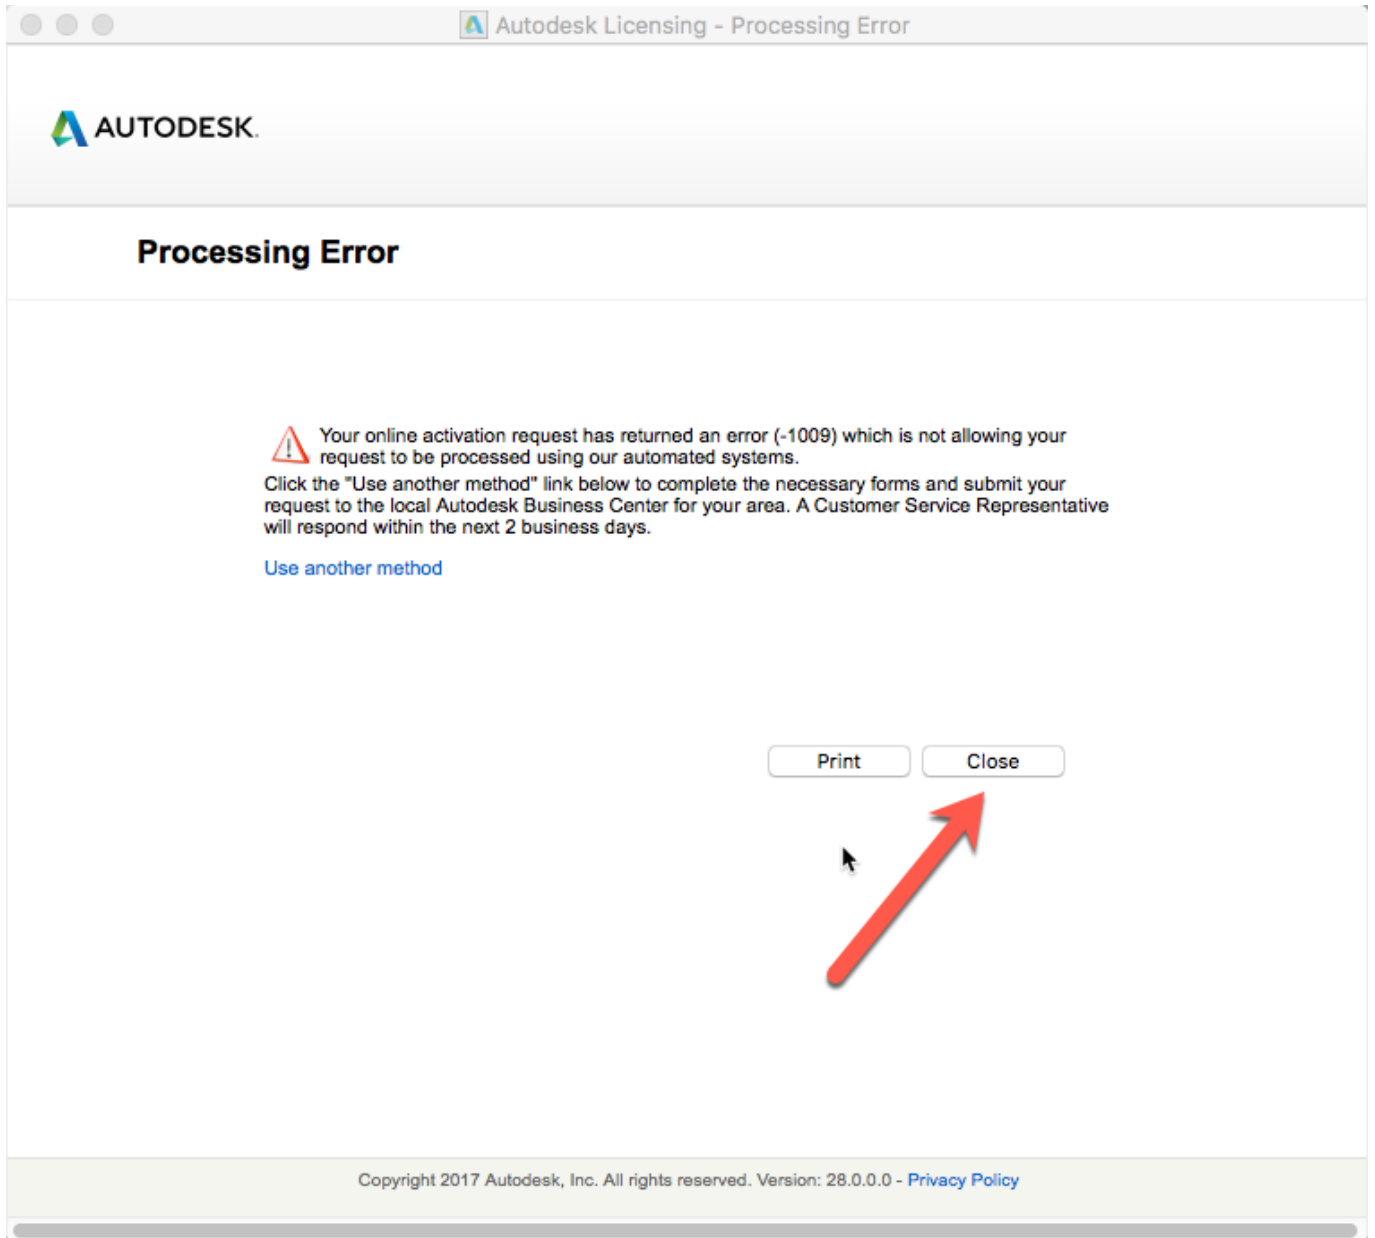 Autodesk Licensing - Processing Error
AUTODESK.
Processing Error
Your online activation request has returned an error (-1009) which is not allowing your
request to be processed using our automated systems.
Click the "Use another method" link below to complete the necessary forms and submit your
request to the local Autodesk Business Center for your area. A Customer Service Representative
will respond within the next 2 business days.
Use another method
Print Close
Copyright 2017 Autodesk, Inc. All rights reserved. Version: 28.0.0.0 - Privacy Policy